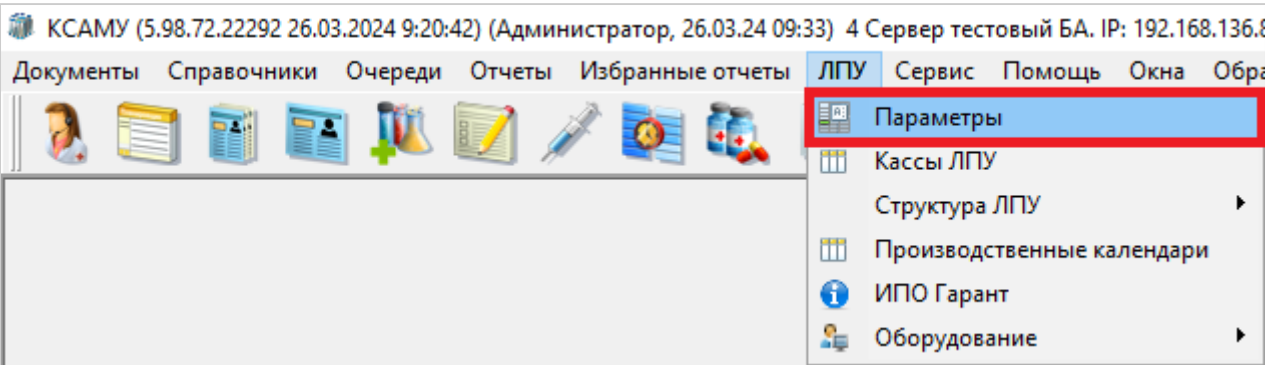 КСАМУ (5.98.72.22292 26.03.2024 9:20:42) (Администратор, 26.03.24 09:33) 4 Сервер тестовый БА. IP: 192.168.136.8
Документы Справочники Очереди Отчеты Избранные отчеты ЛПУ Сервис Помощь Окна Обра
Параметры
Кассы ЛПУ
Структура ЛПУ
Производственные календари
ИПО Гарант
Оборудование